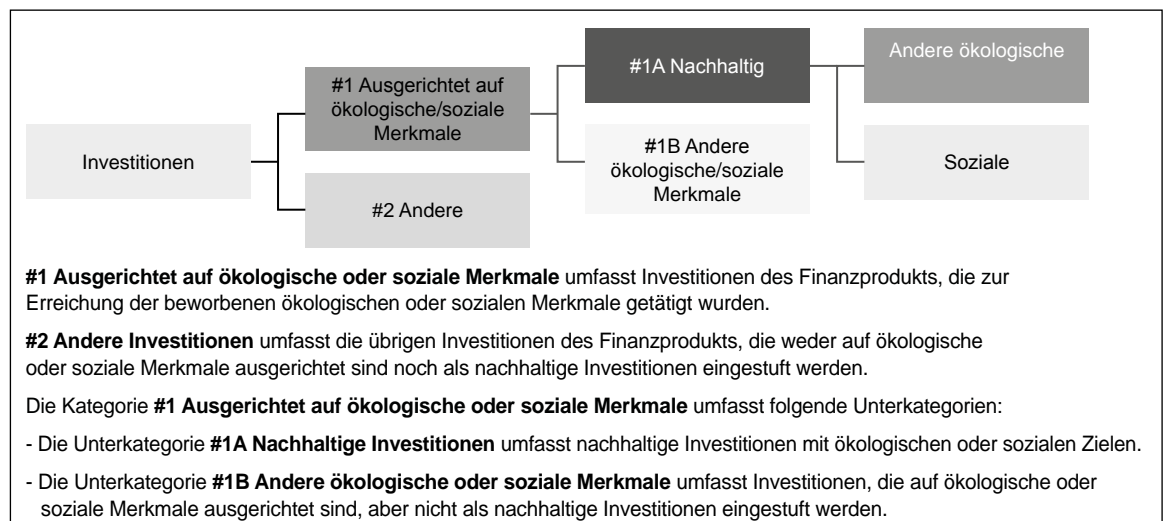 Investitionen
#1 Ausgerichtet auf
ökologische/soziale
Merkmale
#2 Andere
#1A Nachhaltig
#1B Andere
ökologische/soziale
Merkmale
Andere ökologische
Soziale
#1 Ausgerichtet auf ökologische oder soziale Merkmale umfasst Investitionen des Finanzprodukts, die zur
Erreichung der beworbenen ökologischen oder sozialen Merkmale getätigt wurden.
#2 Andere Investitionen umfasst die übrigen Investitionen des Finanzprodukts, die weder auf ökologische
oder soziale Merkmale ausgerichtet sind noch als nachhaltige Investitionen eingestuft werden.
Die Kategorie #1 Ausgerichtet auf ökologische oder soziale Merkmale umfasst folgende Unterkategorien:
- Die Unterkategorie #1A Nachhaltige Investitionen umfasst nachhaltige Investitionen mit ökologischen oder sozialen Zielen.
- Die Unterkategorie #1B Andere ökologische oder soziale Merkmale umfasst Investitionen, die auf ökologische oder
soziale Merkmale ausgerichtet sind, aber nicht als nachhaltige Investitionen eingestuft werden.